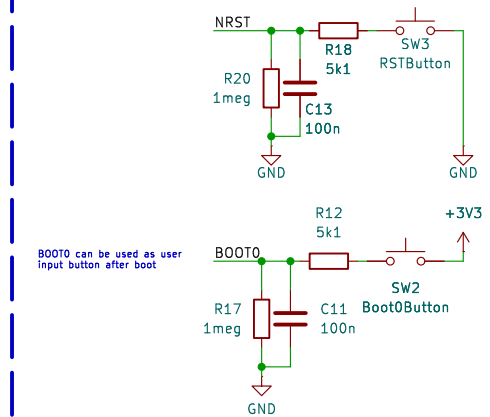 NRST
R18
5k1
SW3
RSTButton
R20
1meg
C13
100n
GND
GND
R12
5k1
+3V3
BOOT0 can be used as user
input button after boot
BOOT0
SW2
Boot0Button
R17
1meg
C11
100n
GND